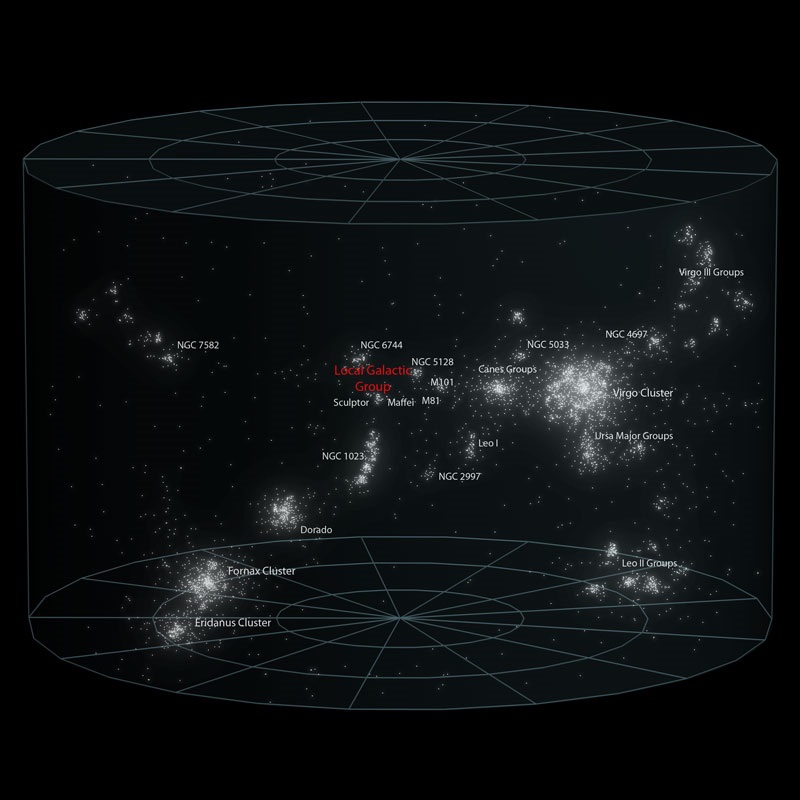 Virgo III Groups
NGC 7582
NGC 6744
NGC 5033
NGC 4697
NGC 5128
Local Galactic
Group
Canes Groups
M101
Virgo Cluster
Sculptor
Maffei
M81
Ursa Major Groups
Leo I
NGC 1023
NGC 2997
Dorado
Leo II Groups
Fornax Cluster
Eridanus Cluster